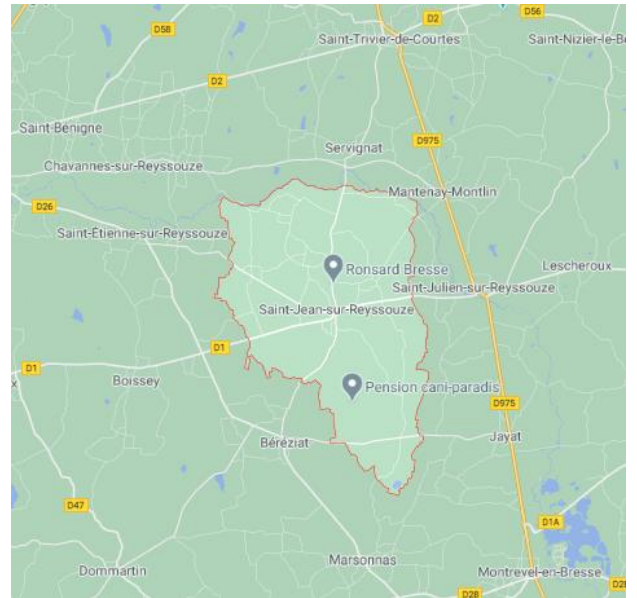 D56
D2
D58
Saint-Trivier-de-Courtes
Saint-Nizier-le-B
D2
Saint-Bénigne
D975
Servignat
Chavannes-sur-Reyssouze
Mantenay-Montlin
D26
Saint-Étienne-sur-Reyssouze
Lescheroux
Ronsard Bresse
Saint-Julien-sur-Reyssouze
Saint-Jean-sur-Reyssouze
D1
D1
x
Boissey
Pension cani-paradis
D975
Béréziat
Jayat
D47
D1A
Marsonnas
Dommartin
Montrevel-en-Bresse
D28
D28